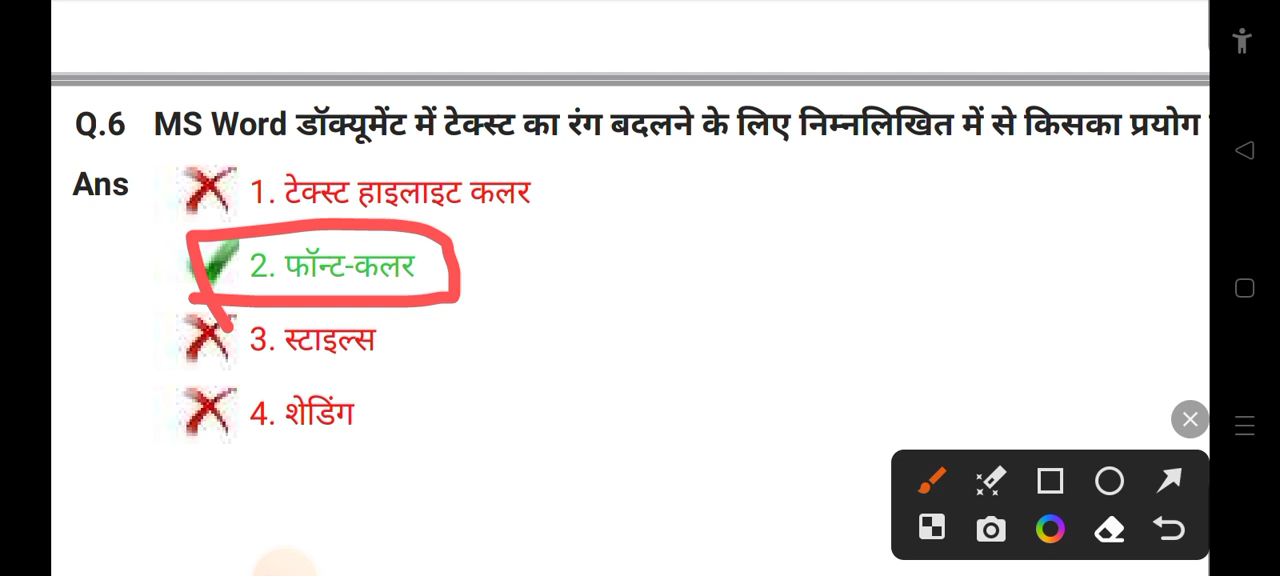 Q.6 MS Word डॉक्यूमेंट में टेक्स्ट का रंग बदलने के लिए निम्नलिखित में से किसका प्रयोग
Ans 1. टेक्स्ट हाइलाइट कलर
2. फॉन्ट-कलर
3. स्टाइल्स
4. शेडिंग